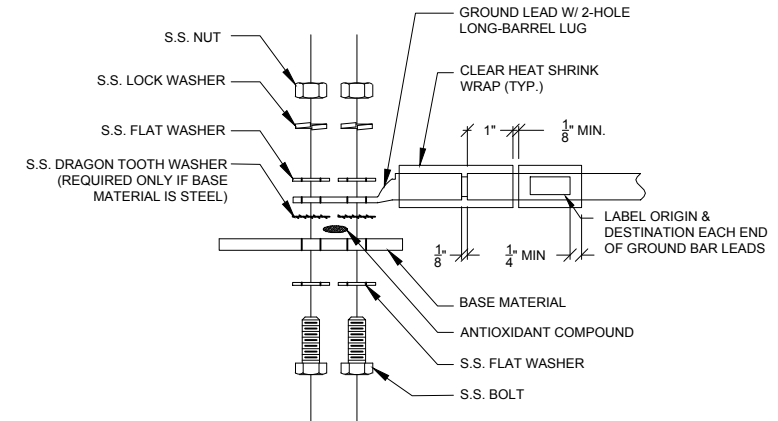 GROUND LEAD W/ 2-HOLE
LONG-BARREL LUG
S.S. NUT
CLEAR HEAT SHRINK
WRAP (TYP.)
S.S. LOCK WASHER
S.S. FLAT WASHER
1"
1/8" MIN.
S.S. DRAGON TOOTH WASHER
(REQUIRED ONLY IF BASE
MATERIAL IS STEEL)
LABEL ORIGIN &
DESTINATION EACH END
OF GROUND BAR LEADS
1/8"
1/4" MIN
BASE MATERIAL
ANTIOXIDANT COMPOUND
S.S. FLAT WASHER
S.S. BOLT